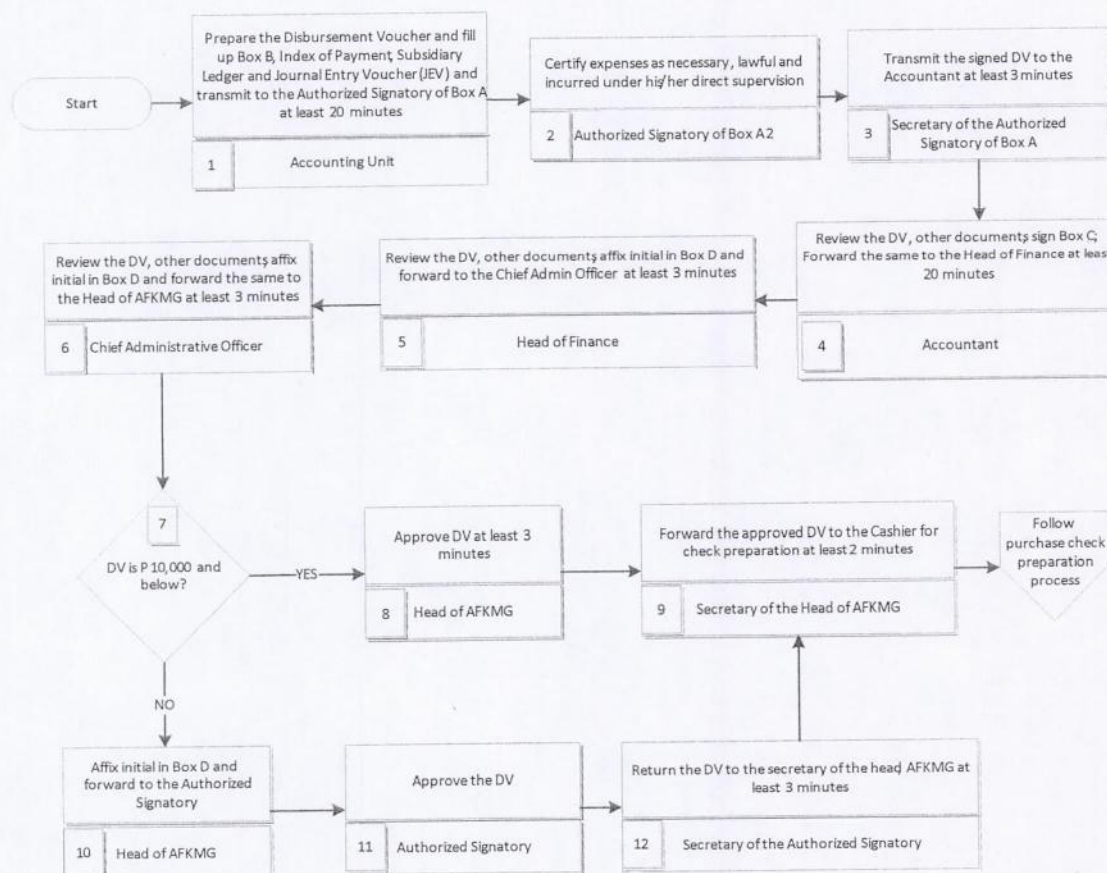 Start
Prepare the Disbursement Voucher and fill
up Box B, Index of Payment, Subsidiary
Ledger and Journal Entry Voucher (JEV) and
transmit to the Authorized Signatory of Box A
at least 20 minutes
1
Accounting Unit
Certify expenses as necessary, lawful and
incurred under his/her direct supervision
2
Authorized Signatory of Box A2
Transmit the signed DV to the
Accountant at least 3 minutes
3
Secretary of the Authorized
Signatory of Box A
Review the DV, other documents, sign Box C;
Forward the same to the Head of Finance at leas
20 minutes
4
Accountant
Review the DV, other documents affix initial in Box D and
forward to the Chief Admin Officer at least 3 minutes
5
Head of Finance
Review the DV, other documents, affix
initial in Box D and forward the same to
the Head of AFKMG at least 3 minutes
6
Chief Administrative Officer
7
DV is P 10,000 and
below?
YES
NO
Approve DV at least 3
minutes
8
Head of AFKMG
Forward the approved DV to the Cashier for
check preparation at least 2 minutes
9
Secretary of the Head of AFKMG
Follow
purchase check
preparation
process
Affix initial in Box D and
forward to the Authorized
Signatory
10
Head of AFKMG
Approve the DV
11
Authorized Signatory
Return the DV to the secretary of the head, AFKMG at
least 3 minutes
12
Secretary of the Authorized Signatory